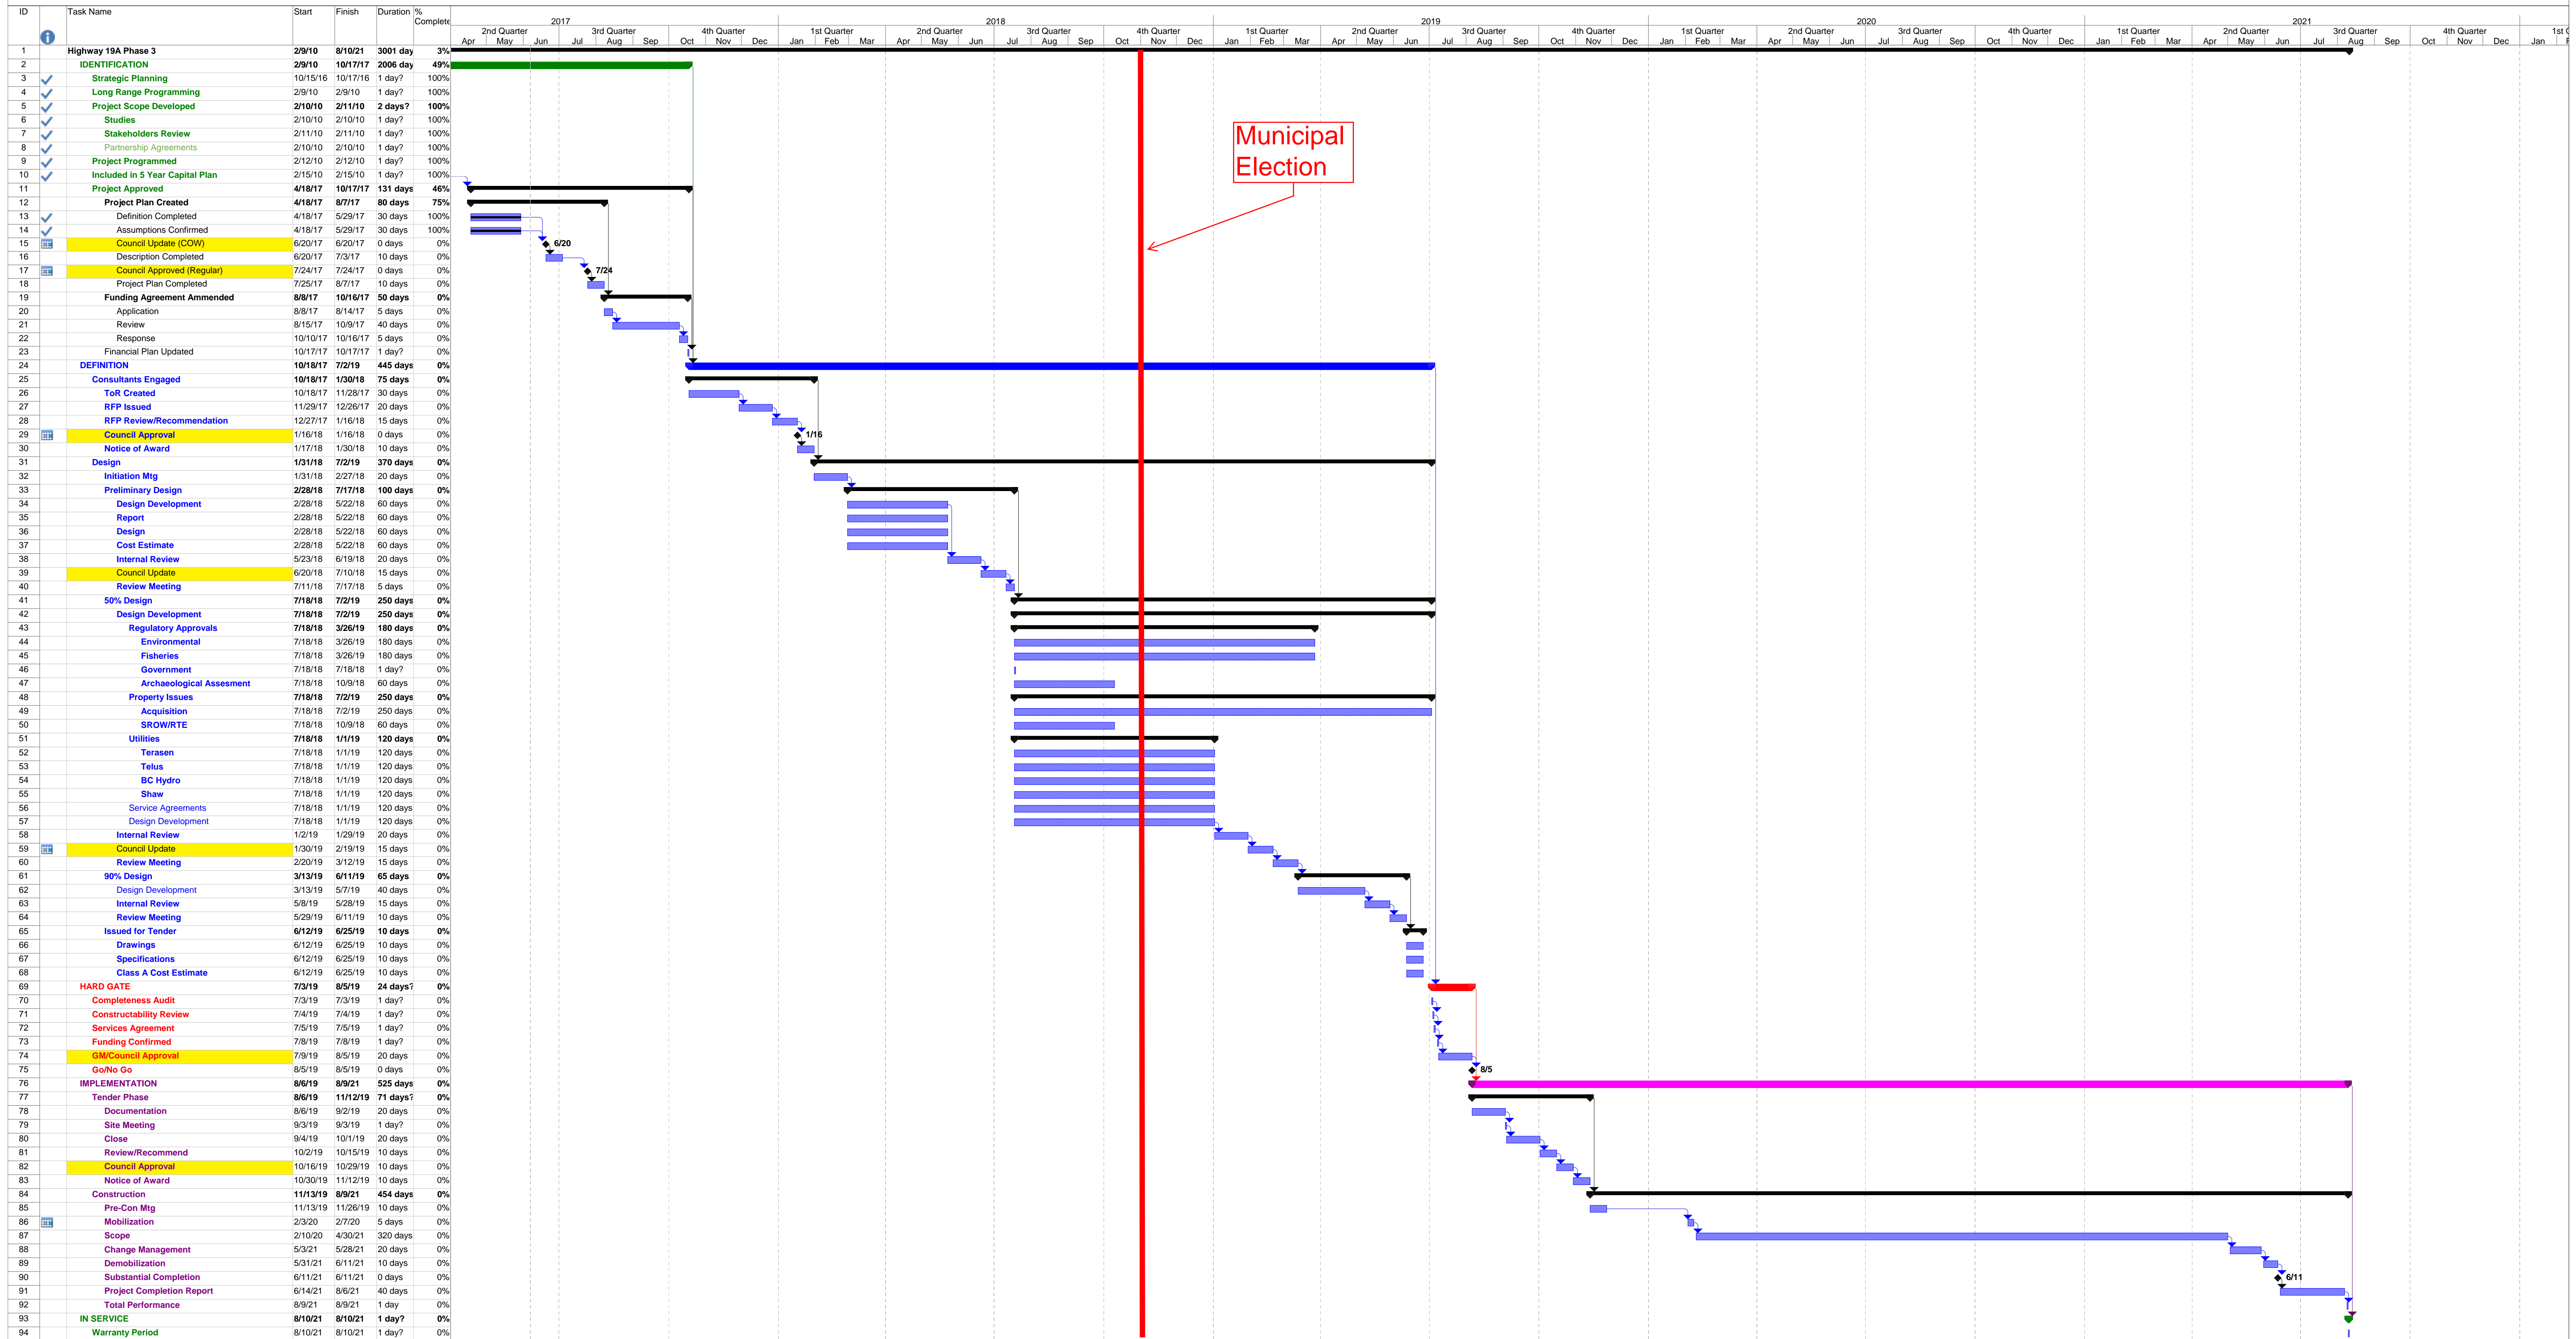 ID Task Name Start Finish Duration % Complete
2017 2018 2019 2020 2021
2nd Quarter 3rd Quarter 4th Quarter 1st Quarter 2nd Quarter 3rd Quarter 4th Quarter 1st Quarter 2nd Quarter 3rd Quarter 4th Quarter 1st Quarter 2nd Quarter 3rd Quarter 4th Quarter 1st Quarter 2nd Quarter 3rd Quarter 4th Quarter 1st
Apr May Jun Jul Aug Sep Oct Nov Dec Jan Feb Mar Apr May Jun Jul Aug Sep Oct Nov Dec Jan Feb Mar Apr May Jun Jul Aug Sep Oct Nov Dec Jan Feb Mar Apr May Jun Jul Aug Sep Oct Nov Dec Jan Feb Mar Apr May Jun Jul Aug Sep Oct Nov Dec Jan
1 Highway 19A Phase 3 2/9/10 8/10/21 3001 day 3%
2 IDENTIFICATION 2/9/10 10/17/17 2006 day 49%
3 Strategic Planning 10/15/16 10/17/16 1 day? 100%
4 Long Range Programming 2/9/10 2/9/10 1 day? 100%
5 Project Scope Developed 2/10/10 2/11/10 2 days? 100%
6 Studies 2/10/10 2/10/10 1 day? 100%
7 Stakeholders Review 2/11/10 2/11/10 1 day? 100%
8 Partnership Agreements 2/10/10 2/10/10 1 day? 100%
9 Project Programmed 2/12/10 2/12/10 1 day? 100%
10 Included in 5 Year Capital Plan 2/15/10 2/15/10 1 day? 100%
11 Project Approved 4/18/17 10/17/17 131 days 46%
12 Project Plan Created 4/18/17 8/7/17 80 days 75%
13 Definition Completed 4/18/17 5/29/17 30 days 100%
14 Assumptions Confirmed 4/18/17 5/29/17 30 days 100%
15 Council Update (COW) 6/20/17 6/20/17 0 days 0% 6/20
16 Description Completed 6/20/17 7/3/17 10 days 0%
17 Council Approved (Regular) 7/24/17 7/24/17 0 days 0% 7/24
18 Project Plan Completed 7/25/17 8/7/17 10 days 0%
19 Funding Agreement Ammended 8/8/17 10/16/17 50 days 0%
20 Application 8/8/17 8/14/17 5 days 0%
21 Review 8/15/17 10/9/17 40 days 0%
22 Response 10/10/17 10/16/17 5 days 0%
23 Financial Plan Updated 10/17/17 10/17/17 1 day? 0%
24 DEFINITION 10/18/17 7/2/19 445 days 0%
25 Consultants Engaged 10/18/17 1/30/18 75 days 0%
26 ToR Created 10/18/17 11/28/17 30 days 0%
27 RFP Issued 11/29/17 12/26/17 20 days 0%
28 RFP Review/Recommendation 12/27/17 1/16/18 15 days 0%
29 Council Approval 1/16/18 1/16/18 0 days 0% 1/16
30 Notice of Award 1/17/18 1/30/18 10 days 0%
31 Design 1/31/18 7/2/19 370 days 0%
32 Initiation Mtg 1/31/18 2/27/18 20 days 0%
33 Preliminary Design 2/28/18 7/17/18 100 days 0%
34 Design Development 2/28/18 5/22/18 60 days 0%
35 Report 2/28/18 5/22/18 60 days 0%
36 Design 2/28/18 5/22/18 60 days 0%
37 Cost Estimate 2/28/18 5/22/18 60 days 0%
38 Internal Review 5/23/18 6/19/18 20 days 0%
39 Council Update 6/20/18 7/10/18 15 days 0%
40 Review Meeting 7/11/18 7/17/18 5 days 0%
41 50% Design 7/18/18 7/2/19 250 days 0%
42 Design Development 7/18/18 7/2/19 250 days 0%
43 Regulatory Approvals 7/18/18 3/26/19 180 days 0%
44 Environmental 7/18/18 3/26/19 180 days 0%
45 Fisheries 7/18/18 3/26/19 180 days 0%
46 Government 7/18/18 7/18/18 1 day? 0%
47 Archaeological Assesment 7/18/18 10/9/18 60 days 0%
48 Property Issues 7/18/18 7/2/19 250 days 0%
49 Acquisition 7/18/18 7/2/19 250 days 0%
50 SROW/RTE 7/18/18 10/9/18 60 days 0%
51 Utilities 7/18/18 1/1/19 120 days 0%
52 Terasen 7/18/18 1/1/19 120 days 0%
53 Telus 7/18/18 1/1/19 120 days 0%
54 BC Hydro 7/18/18 1/1/19 120 days 0%
55 Shaw 7/18/18 1/1/19 120 days 0%
56 Service Agreements 7/18/18 1/1/19 120 days 0%
57 Design Development 7/18/18 1/1/19 120 days 0%
58 Internal Review 1/2/19 1/29/19 20 days 0%
59 Council Update 1/30/19 2/19/19 15 days 0%
60 Review Meeting 2/20/19 3/12/19 15 days 0%
61 90% Design 3/13/19 6/11/19 65 days 0%
62 Design Development 3/13/19 5/7/19 40 days 0%
63 Internal Review 5/8/19 5/28/19 15 days 0%
64 Review Meeting 5/29/19 6/11/19 10 days 0%
65 Issued for Tender 6/12/19 6/25/19 10 days 0%
66 Drawings 6/12/19 6/25/19 10 days 0%
67 Specifications 6/12/19 6/25/19 10 days 0%
68 Class A Cost Estimate 6/12/19 6/25/19 10 days 0%
69 HARD GATE 7/3/19 8/5/19 24 days? 0%
70 Completeness Audit 7/3/19 7/3/19 1 day? 0%
71 Constructability Review 7/4/19 7/4/19 1 day? 0%
72 Services Agreement 7/5/19 7/5/19 1 day? 0%
73 Funding Confirmed 7/8/19 7/8/19 1 day? 0%
74 GM/Council Approval 7/9/19 8/5/19 20 days 0%
75 Go/No Go 8/5/19 8/5/19 0 days 0% 8/5
76 IMPLEMENTATION 8/6/19 8/9/21 525 days 0%
77 Tender Phase 8/6/19 11/12/19 71 days? 0%
78 Documentation 8/6/19 9/2/19 20 days 0%
79 Site Meeting 9/3/19 9/3/19 1 day? 0%
80 Close 9/4/19 10/1/19 20 days 0%
81 Review/Recommend 10/2/19 10/15/19 10 days 0%
82 Council Approval 10/16/19 10/29/19 10 days 0%
83 Notice of Award 10/30/19 11/12/19 10 days 0%
84 Construction 11/13/19 8/9/21 454 days 0%
85 Pre-Con Mtg 11/13/19 11/26/19 10 days 0%
86 Mobilization 2/3/20 2/7/20 5 days 0%
87 Scope 2/10/20 4/30/21 320 days 0%
88 Change Management 5/3/21 5/28/21 20 days 0%
89 Demobilization 5/31/21 6/11/21 10 days 0%
90 Substantial Completion 6/11/21 6/11/21 0 days 0% 6/11
91 Project Completion Report 6/14/21 8/6/21 40 days 0%
92 Total Performance 8/9/21 8/9/21 1 day 0%
93 IN SERVICE 8/10/21 8/10/21 1 day? 0%
94 Warranty Period 8/10/21 8/10/21 1 day? 0%
Municipal
Election